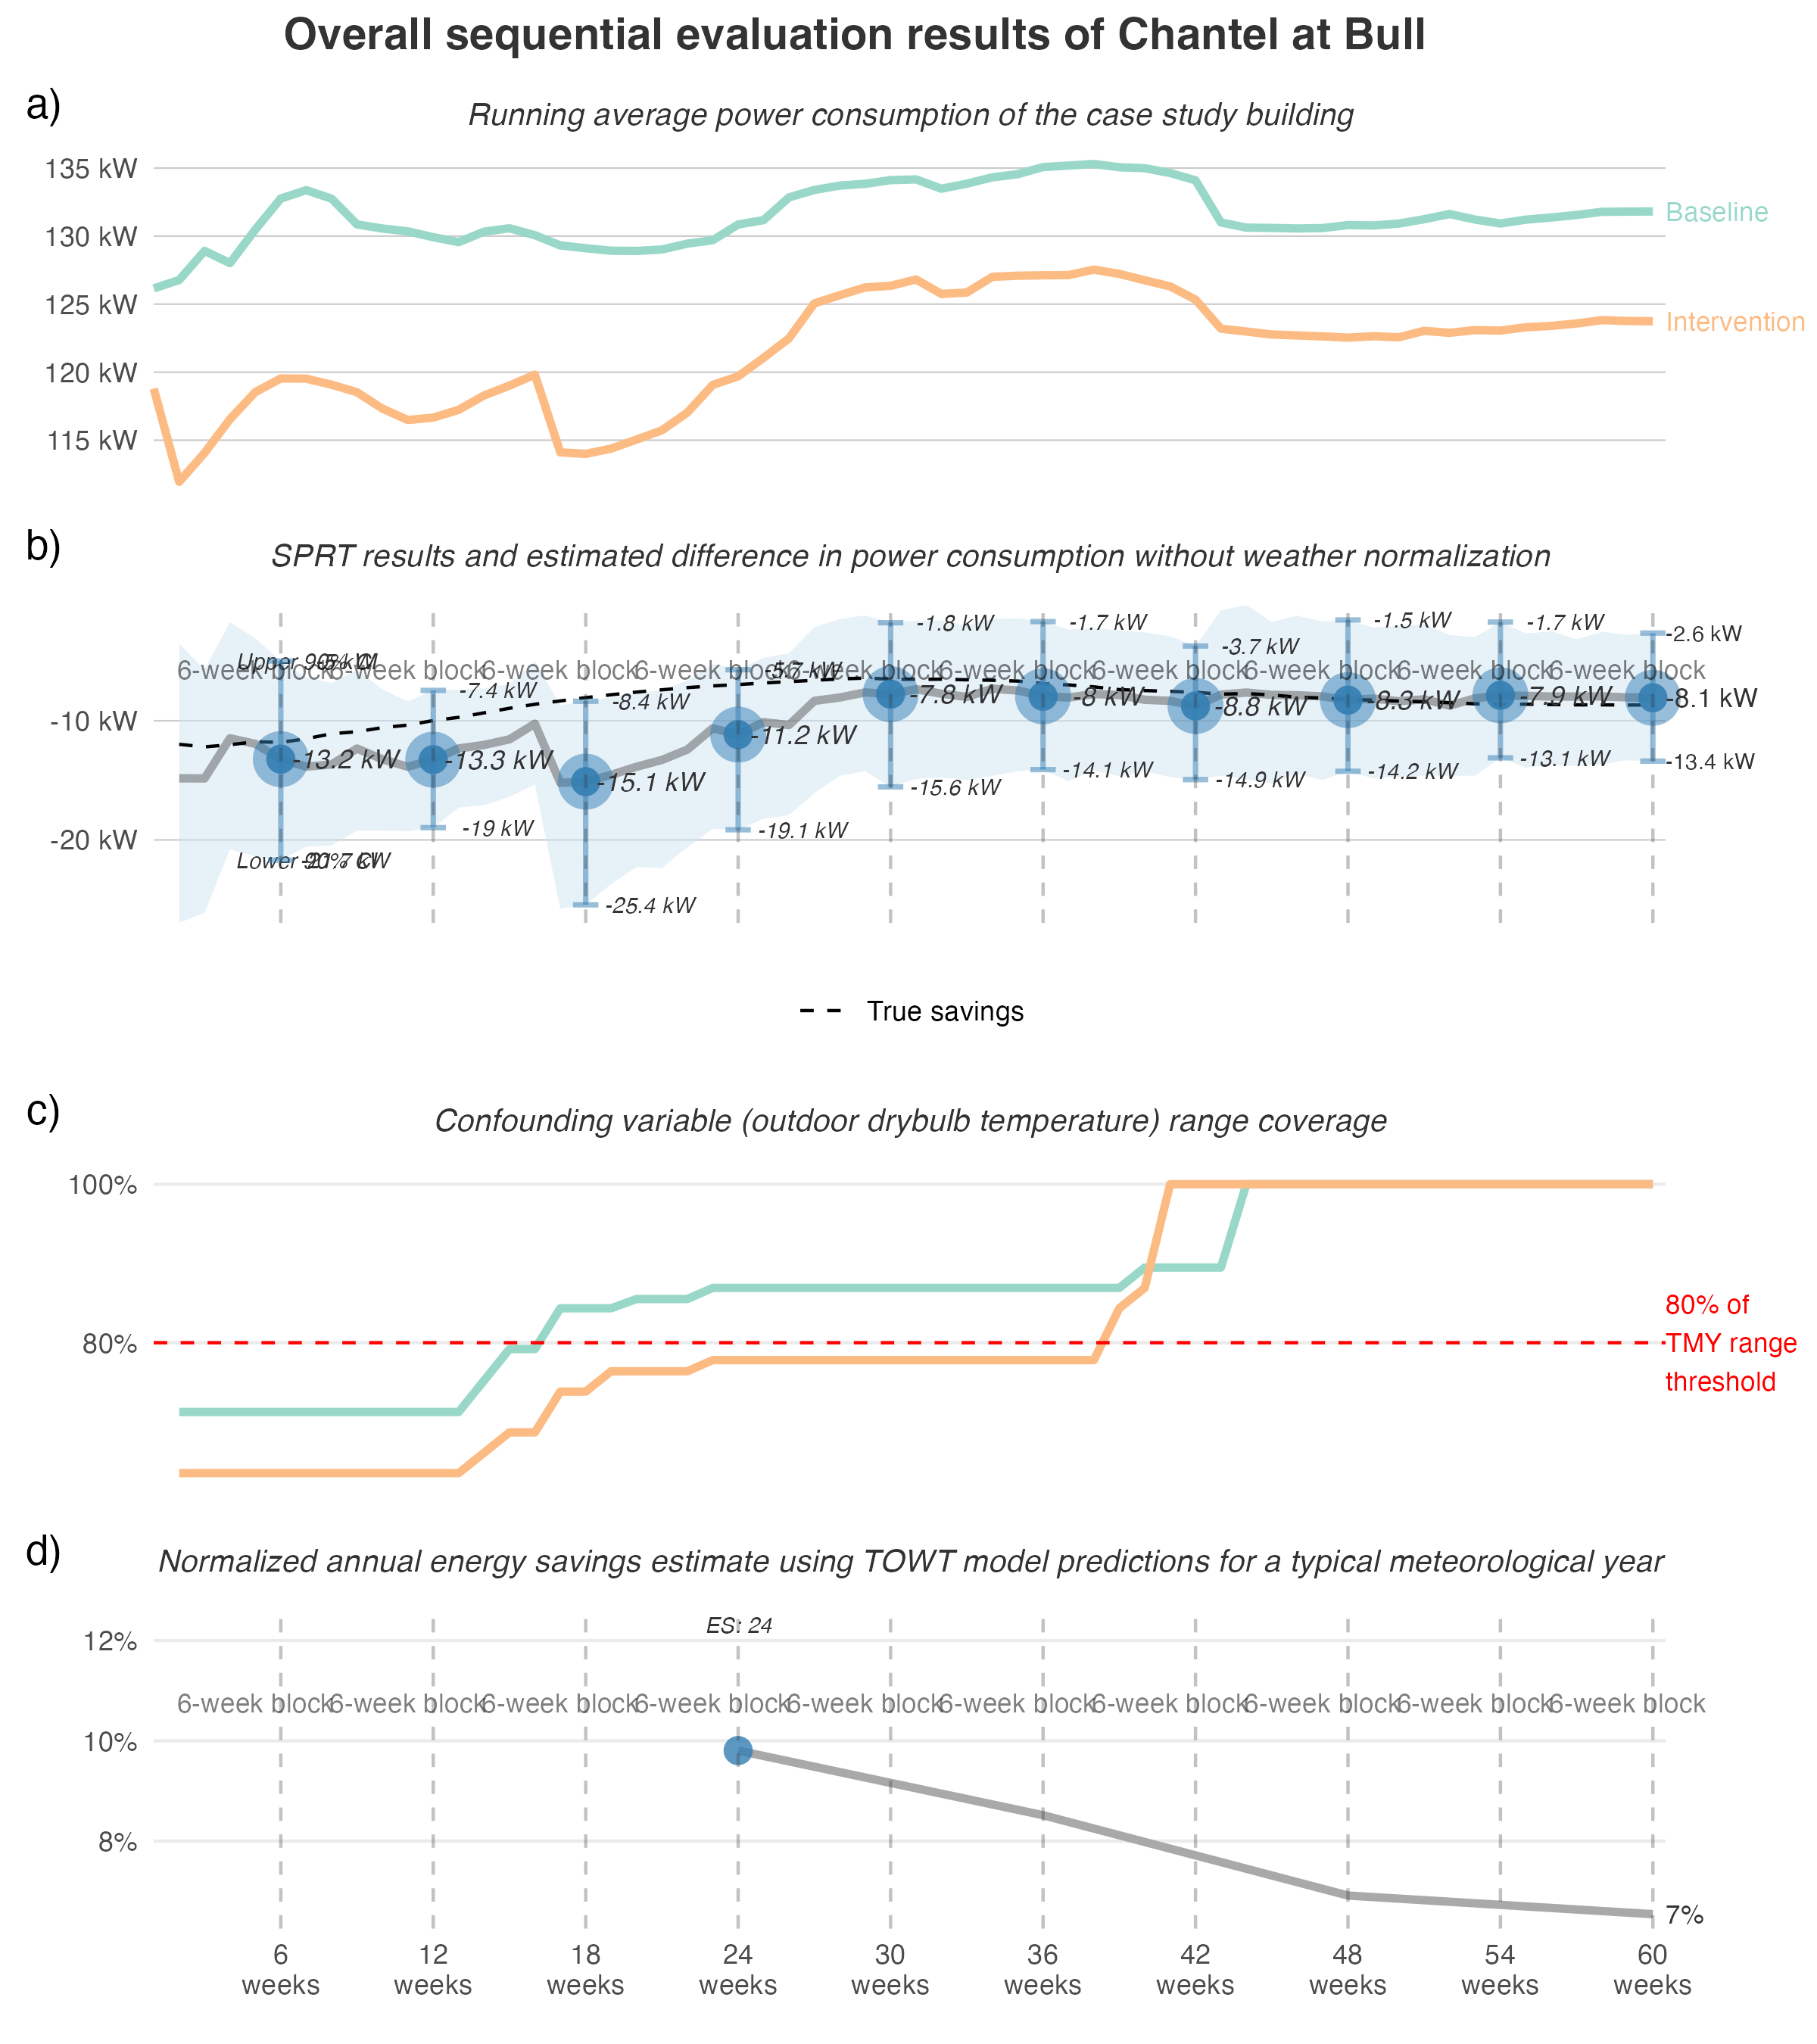 Overall sequential evaluation results of Chantel at Bull
a)
Running average power consumption of the case study building
135 kW
130 kW
125 kW
120 kW
115 kW
Baseline
Intervention
b)
SPRT results and estimated difference in power consumption without weather normalization
-10 kW
-20 kW
6-week block
6-week block
6-week block
6-week block
6-week block
6-week block
6-week block
6-week block
6-week block
6-week block
Upper 90% CI
-7.4 kW
-8.4 kW
-5.7 kW
-1.8 kW
-1.7 kW
-3.7 kW
-1.5 kW
-1.7 kW
-2.6 kW
-13.2 kW
-13.3 kW
-15.1 kW
-11.2 kW
-7.8 kW
-8 kW
-8.8 kW
-8.3 kW
-7.9 kW
-8.1 kW
Lower 90% CI
-21.7 kW
-19 kW
-25.4 kW
-19.1 kW
-15.6 kW
-14.1 kW
-14.9 kW
-14.2 kW
-13.1 kW
-13.4 kW
True savings
c)
Confounding variable (outdoor drybulb temperature) range coverage
100%
80%
80% of
TMY range
threshold
d)
Normalized annual energy savings estimate using TOWT model predictions for a typical meteorological year
ES: 24
12%
10%
8%
6-week block
6-week block
6-week block
6-week block
6-week block
6-week block
6-week block
6-week block
6-week block
6-week block
7%
6
weeks
12
weeks
18
weeks
24
weeks
30
weeks
36
weeks
42
weeks
48
weeks
54
weeks
60
weeks